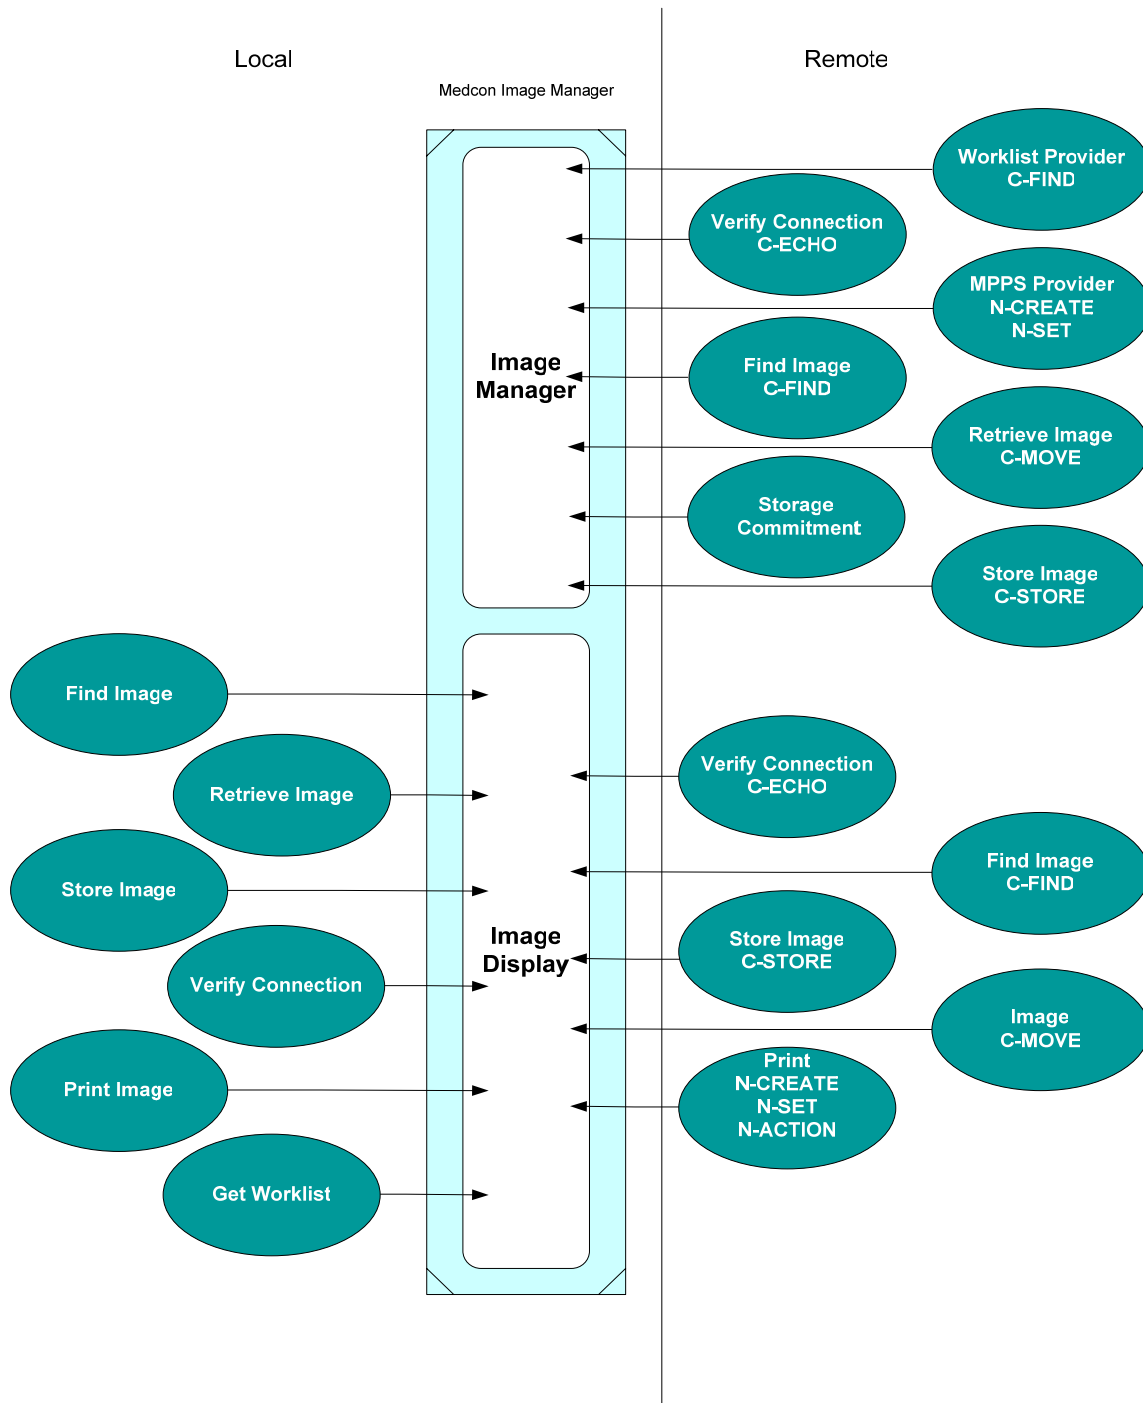 Local
Remote
Medcon Image Manager
Worklist Provider
C-FIND
Verify Connection
C-ECHO
MPPS Provider
N-CREATE
N-SET
Image
Manager
Find Image
C-FIND
Retrieve Image
C-MOVE
Storage
Commitment
Store Image
C-STORE
Find Image
Verify Connection
C-ECHO
Retrieve Image
Find Image
C-FIND
Store Image
Image
Display
Store Image
C-STORE
Verify Connection
Image
C-MOVE
Print Image
Print
N-CREATE
N-SET
N-ACTION
Get Worklist